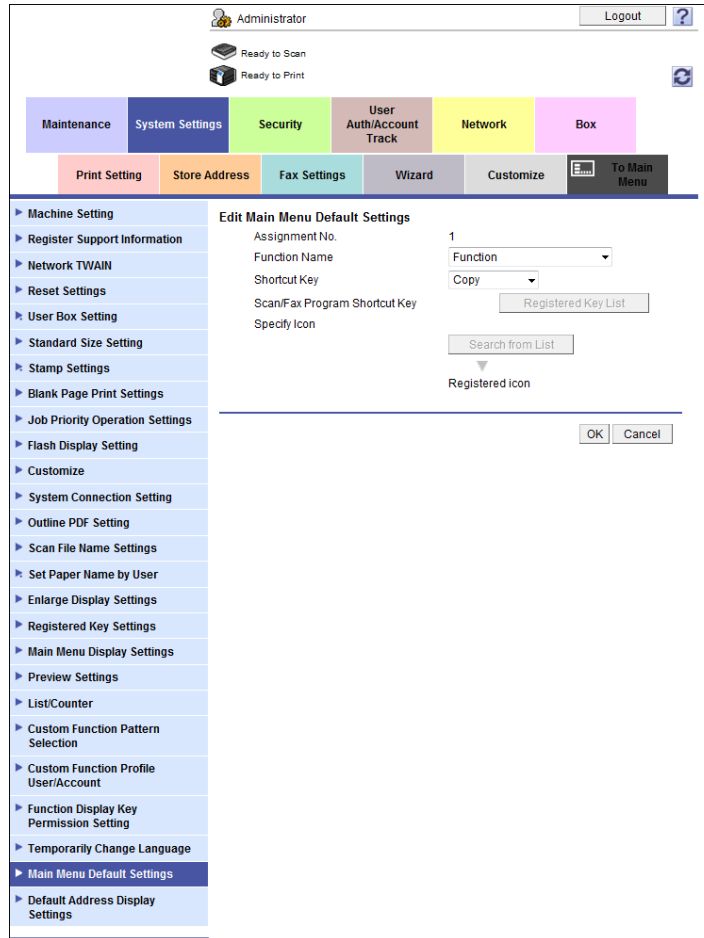 Administrator
Logout
?
Ready to Scan
Ready to Print
Maintenance
System Settings
Security
User
Auth/Account
Track
Network
Box
Print Setting
Store Address
Fax Settings
Wizard
Customize
To Main
Menu
Machine Setting
Register Support Information
Network TWAIN
Reset Settings
User Box Setting
Standard Size Setting
Stamp Settings
Blank Page Print Settings
Job Priority Operation Settings
Flash Display Setting
Customize
System Connection Setting
Outline PDF Setting
Scan File Name Settings
Set Paper Name by User
Enlarge Display Settings
Registered Key Settings
Main Menu Display Settings
Preview Settings
List/Counter
Custom Function Pattern
Selection
Custom Function Profile
User/Account
Function Display Key
Permission Setting
Temporarily Change Language
Main Menu Default Settings
Default Address Display
Settings
Edit Main Menu Default Settings
Assignment No. 1
Function Name Function
Shortcut Key Copy
Scan/Fax Program Shortcut Key Registered Key List
Specify Icon
Search from List
Registered icon
OK Cancel